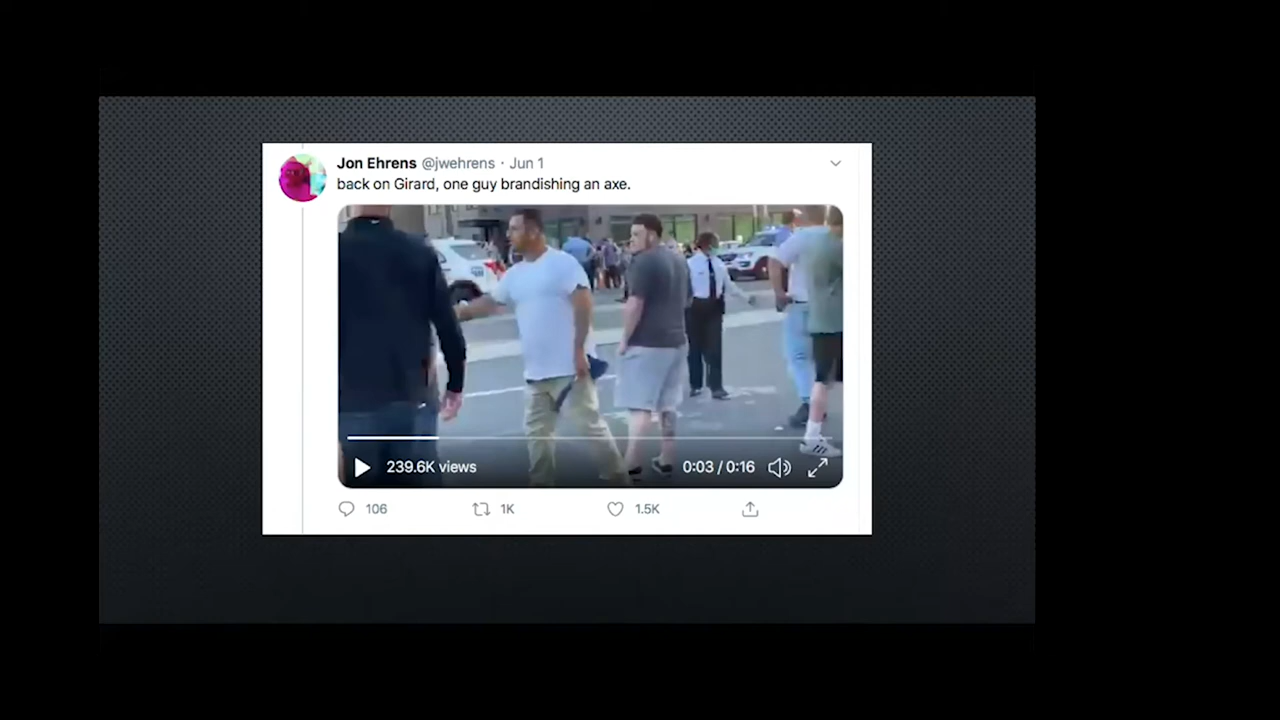 Jon Ehrens @jwehrens · Jun 1
back on Girard, one guy brandishing an axe.
239.6K views
0:03 / 0:16
106
1K
1.5K